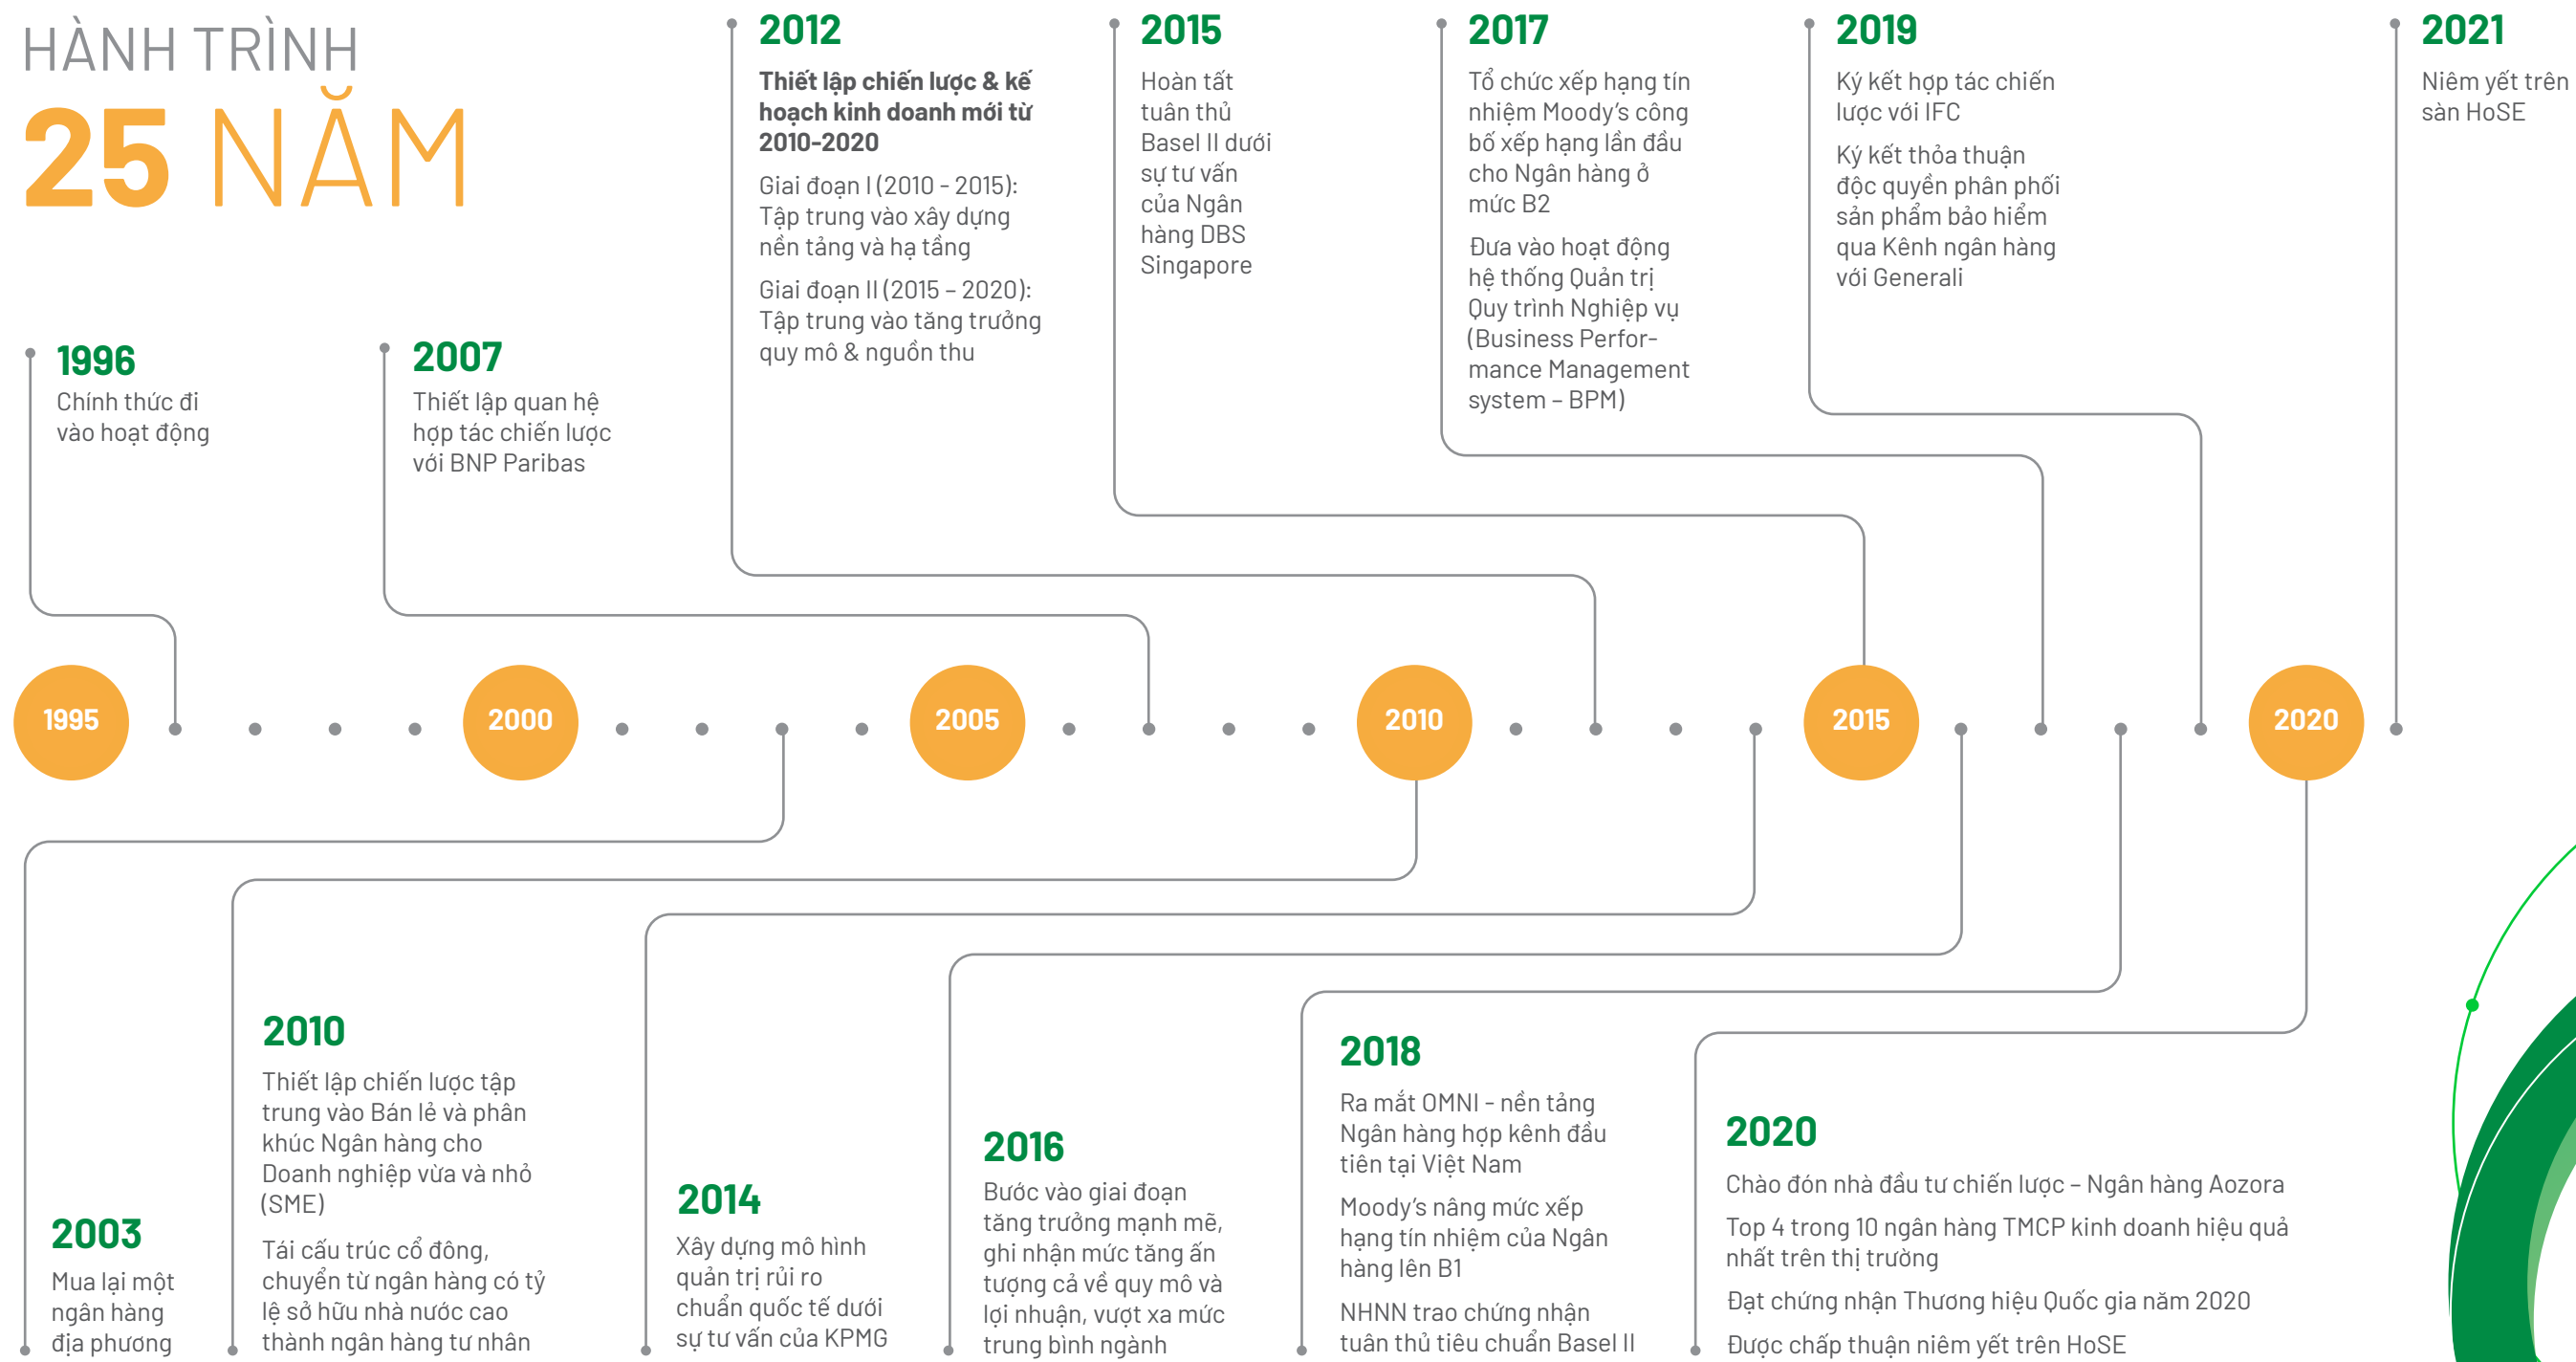 HÀNH TRÌNH
25 NĂM
1996
Chính thức đi
vào hoạt động
2007
Thiết lập quan hệ
hợp tác chiến lược
với BNP Paribas
2012
Thiết lập chiến lược & kế
hoạch kinh doanh mới từ
2010-2020
Giai đoạn I (2010 - 2015):
Tập trung vào xây dựng
nền tảng và hạ tầng
Giai đoạn II (2015 – 2020):
Tập trung vào tăng trưởng
quy mô & nguồn thu
2015
Hoàn tất
tuân thủ
Basel II dưới
sự tư vấn
của Ngân
hàng DBS
Singapore
2017
Tổ chức xếp hạng tín
nhiệm Moody's công
bố xếp hạng lần đầu
cho Ngân hàng ở
mức B2
Đưa vào hoạt động
hệ thống Quản trị
Quy trình Nghiệp vụ
(Business Perfor-
mance Management
system – BPM)
2019
Ký kết hợp tác chiến
lược với IFC
Ký kết thỏa thuận
độc quyền phân phối
sản phẩm bảo hiểm
qua Kênh ngân hàng
với Generali
2021
Niêm yết trên
sàn HoSE
1995
2000
2005
2010
2015
2020
2003
Mua lại một
ngân hàng
địa phương
2010
Thiết lập chiến lược tập
trung vào Bán lẻ và phân
khúc Ngân hàng cho
Doanh nghiệp vừa và nhỏ
(SME)
Tái cấu trúc cổ đông,
chuyển từ ngân hàng có tỷ
lệ sở hữu nhà nước cao
thành ngân hàng tư nhân
2014
Xây dựng mô hình
quản trị rủi ro
chuẩn quốc tế dưới
sự tư vấn của KPMG
2016
Bước vào giai đoạn
tăng trưởng mạnh mẽ,
ghi nhận mức tăng ấn
tượng cả về quy mô và
lợi nhuận, vượt xa mức
trung bình ngành
2018
Ra mắt OMNI - nền tảng
Ngân hàng hợp kênh đầu
tiên tại Việt Nam
Moody's nâng mức xếp
hạng tín nhiệm của Ngân
hàng lên B1
NHNN trao chứng nhận
tuân thủ tiêu chuẩn Basel II
2020
Chào đón nhà đầu tư chiến lược – Ngân hàng Aozora
Top 4 trong 10 ngân hàng TMCP kinh doanh hiệu quả
nhất trên thị trường
Đạt chứng nhận Thương hiệu Quốc gia năm 2020
Được chấp thuận niêm yết trên HoSE